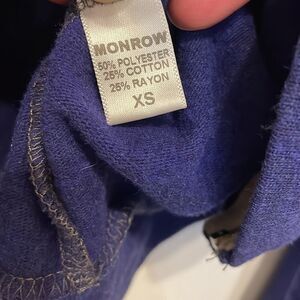 MONROW
50% POLYESTER
25% COTTON
25% RAYON
XS